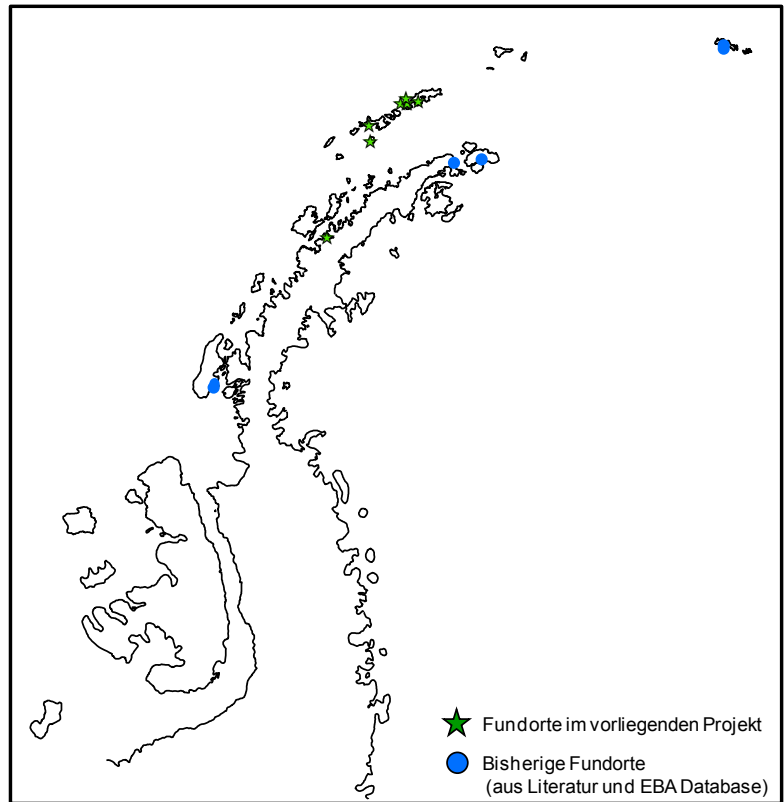 Fundorte im vorliegenden Projekt
Bisherige Fundorte
(aus Literatur und EBA Database)